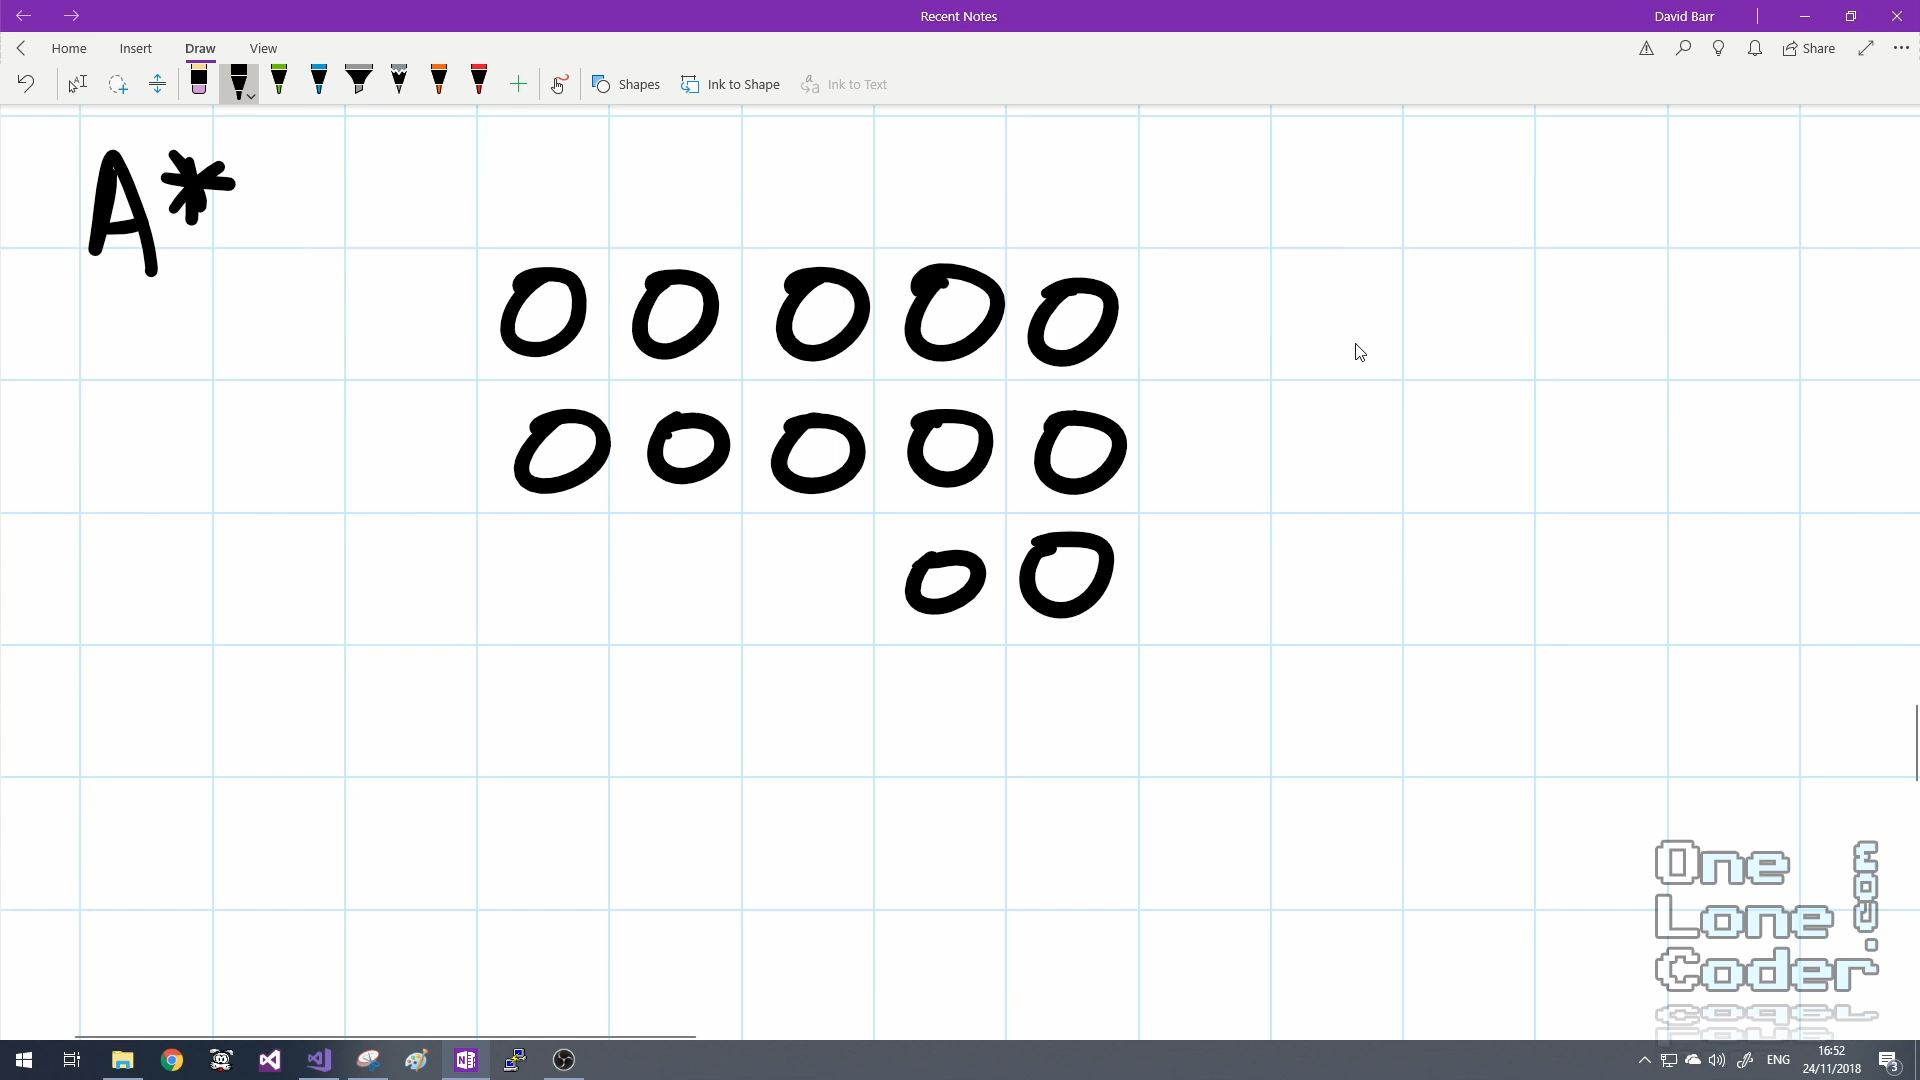 Recent Notes
David Barr
Home Insert Draw View
Share
Shapes Ink to Shape Ink to Text
A*
O O O O O
O O O O O
O O
One
Lone
Coder
.com
ENG
16:52
24/11/2018
3